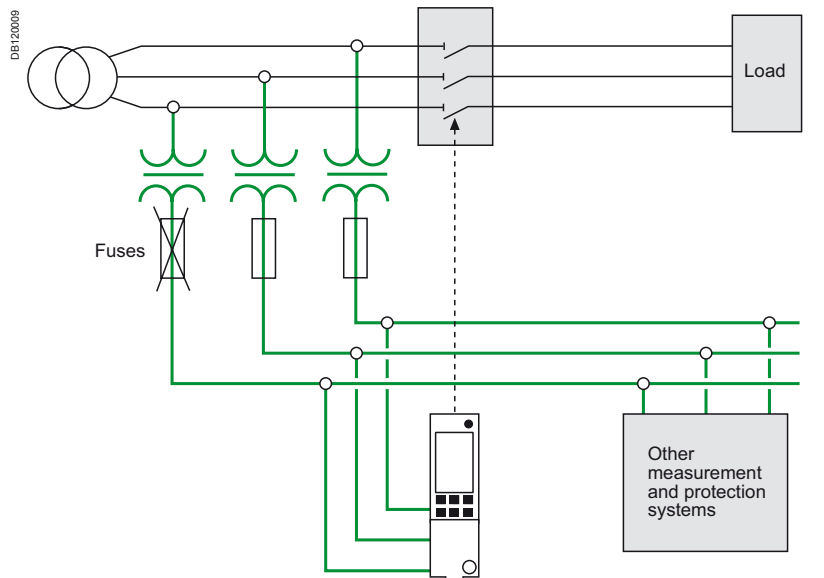 DB120009
Load
Fuses
Other
measurement
and protection
systems